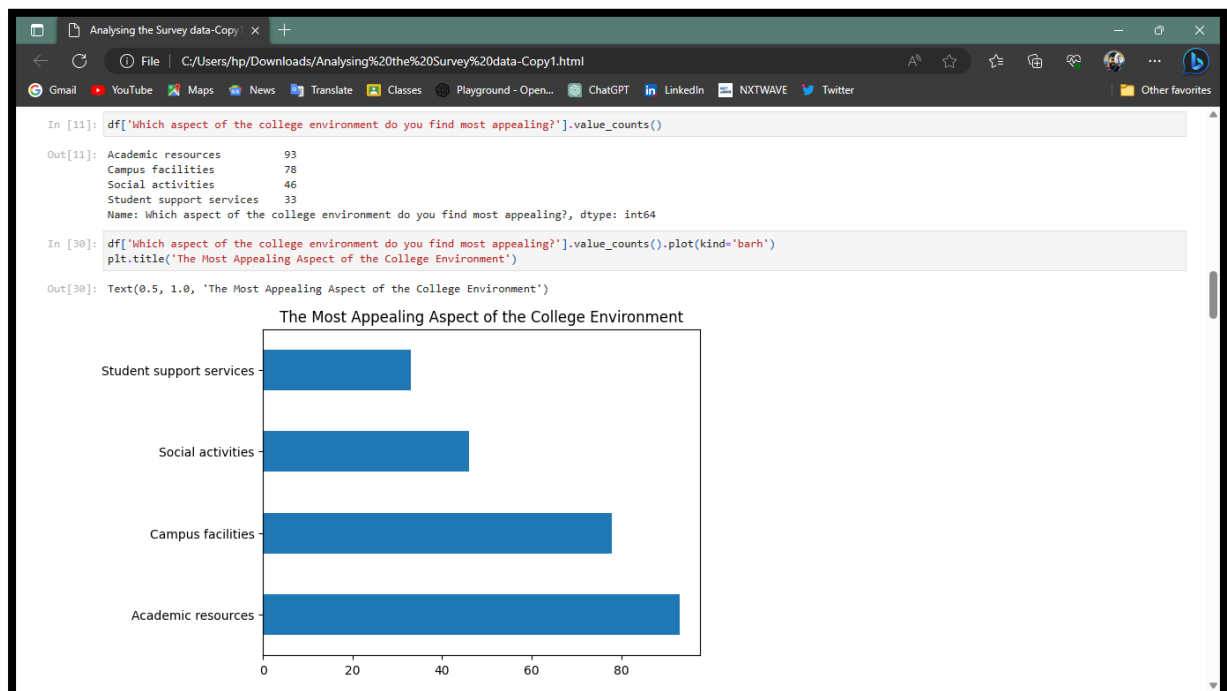 Analysing the Survey data-Copy1
File | C:/Users/hp/Downloads/Analysing%20the%20Survey%20data-Copy1.html
Gmail YouTube Maps News Translate Classes Playground - Open... ChatGPT LinkedIn NXTWAVE Twitter Other favorites
In [11]: df['Which aspect of the college environment do you find most appealing?'].value_counts()
Out[11]: Academic resources 93
Campus facilities 78
Social activities 46
Student support services 33
Name: Which aspect of the college environment do you find most appealing?, dtype: int64
In [30]: df['Which aspect of the college environment do you find most appealing?'].value_counts().plot(kind='barh')
plt.title('The Most Appealing Aspect of the College Environment')
Out[30]: Text(0.5, 1.0, 'The Most Appealing Aspect of the College Environment')
The Most Appealing Aspect of the College Environment
Student support services
Social activities
Campus facilities
Academic resources
0 20 40 60 80